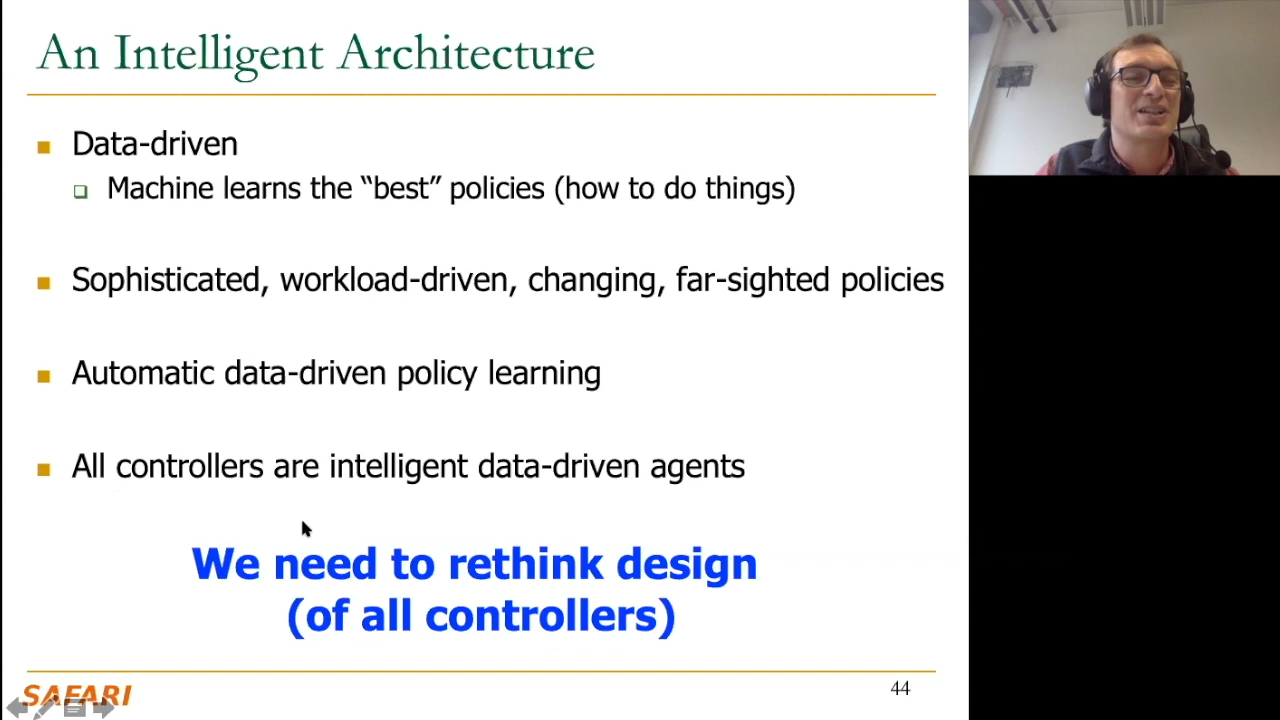 An Intelligent Architecture
Data-driven
Machine learns the “best” policies (how to do things)
Sophisticated, workload-driven, changing, far-sighted policies
Automatic data-driven policy learning
All controllers are intelligent data-driven agents
We need to rethink design
(of all controllers)
SAFARI
44